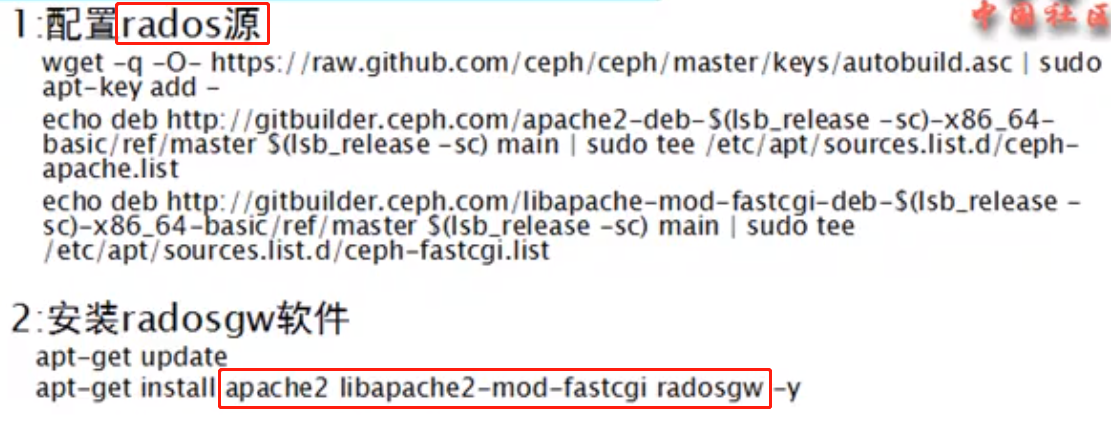 1:配置rados源
中国社区
wget -q -O- https://raw.github.com/ceph/ceph/master/keys/autobuild.asc | sudo
apt-key add -
echo deb http://gitbuilder.ceph.com/apache2-deb-$(lsb_release -sc)-x86_64-
basic/ref/master $(lsb_release -sc) main | sudo tee /etc/apt/sources.list.d/ceph-
apache.list
echo deb http://gitbuilder.ceph.com/libapache-mod-fastcgi-deb-$(lsb_release -
sc)-x86_64-basic/ref/master $(lsb_release -sc) main | sudo tee
/etc/apt/sources.list.d/ceph-fastcgi.list
2:安装radosgw软件
apt-get update
apt-get install apache2 libapache2-mod-fastcgi radosgw -y